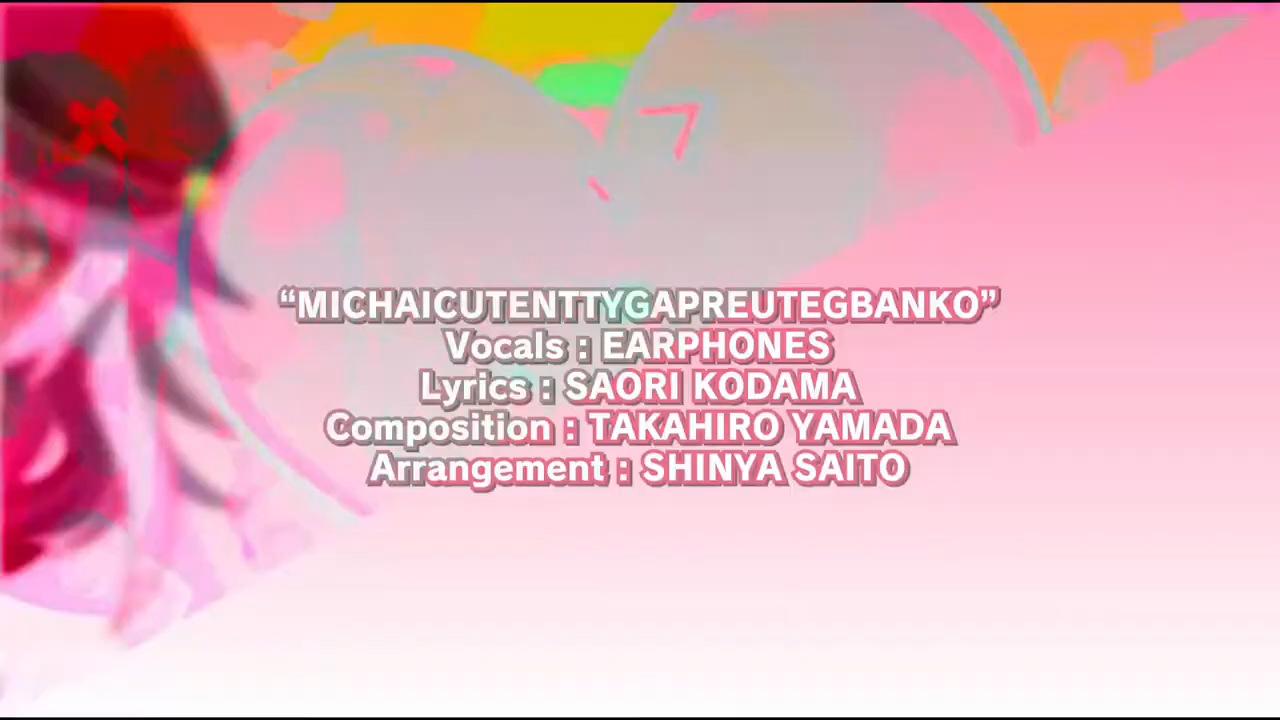 “MICHAICUTENTTYGAPREUTEGBANKO”
Vocals : EARPHONES
Lyrics : SAORI KODAMA
Composition : TAKAHIRO YAMADA
Arrangement : SHINYA SAITO